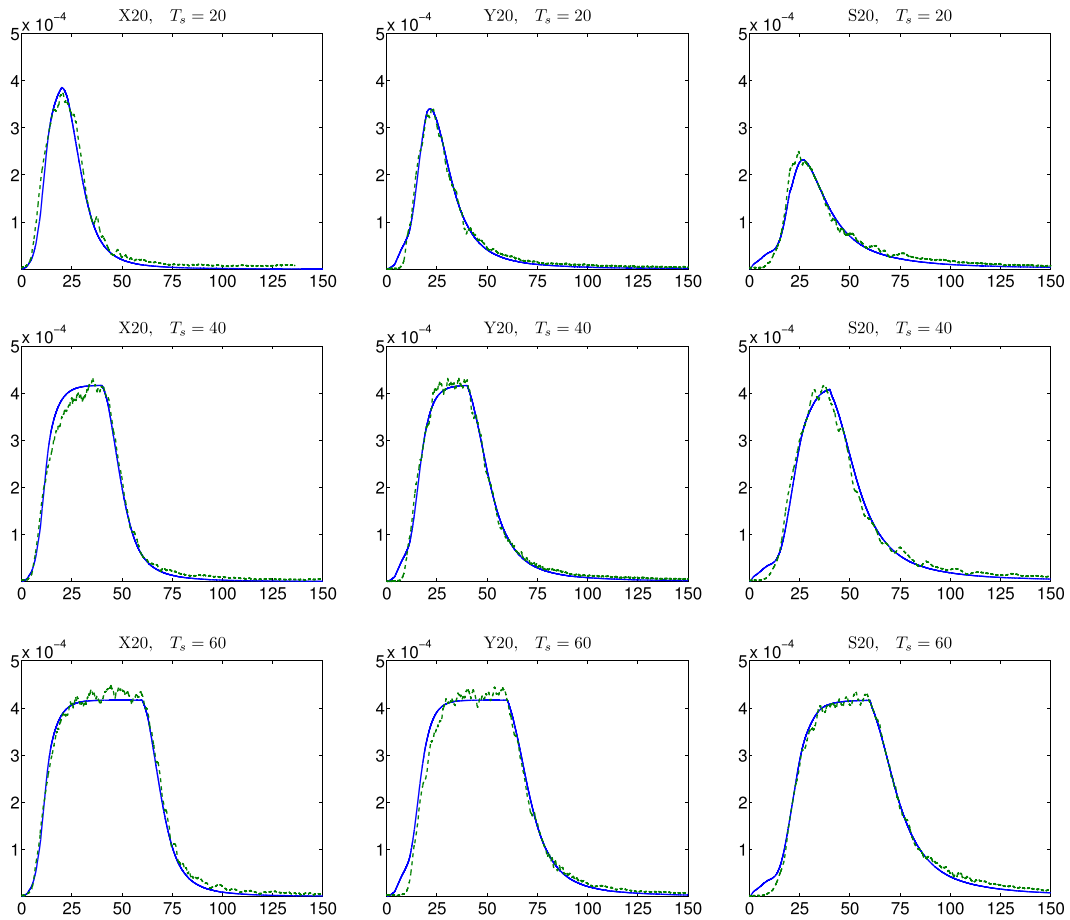 X20, T_s = 20
Y20, T_s = 20
S20, T_s = 20
5 x 10^−4
5 x 10^−4
5 x 10^−4
4
4
4
3
3
3
2
2
2
1
1
1
0 25 50 75 100 125 150
0 25 50 75 100 125 150
0 25 50 75 100 125 150
X20, T_s = 40
Y20, T_s = 40
S20, T_s = 40
5 x 10^−4
5 x 10^−4
5 x 10^−4
4
4
4
3
3
3
2
2
2
1
1
1
0 25 50 75 100 125 150
0 25 50 75 100 125 150
0 25 50 75 100 125 150
X20, T_s = 60
Y20, T_s = 60
S20, T_s = 60
5 x 10^−4
5 x 10^−4
5 x 10^−4
4
4
4
3
3
3
2
2
2
1
1
1
0 25 50 75 100 125 150
0 25 50 75 100 125 150
0 25 50 75 100 125 150